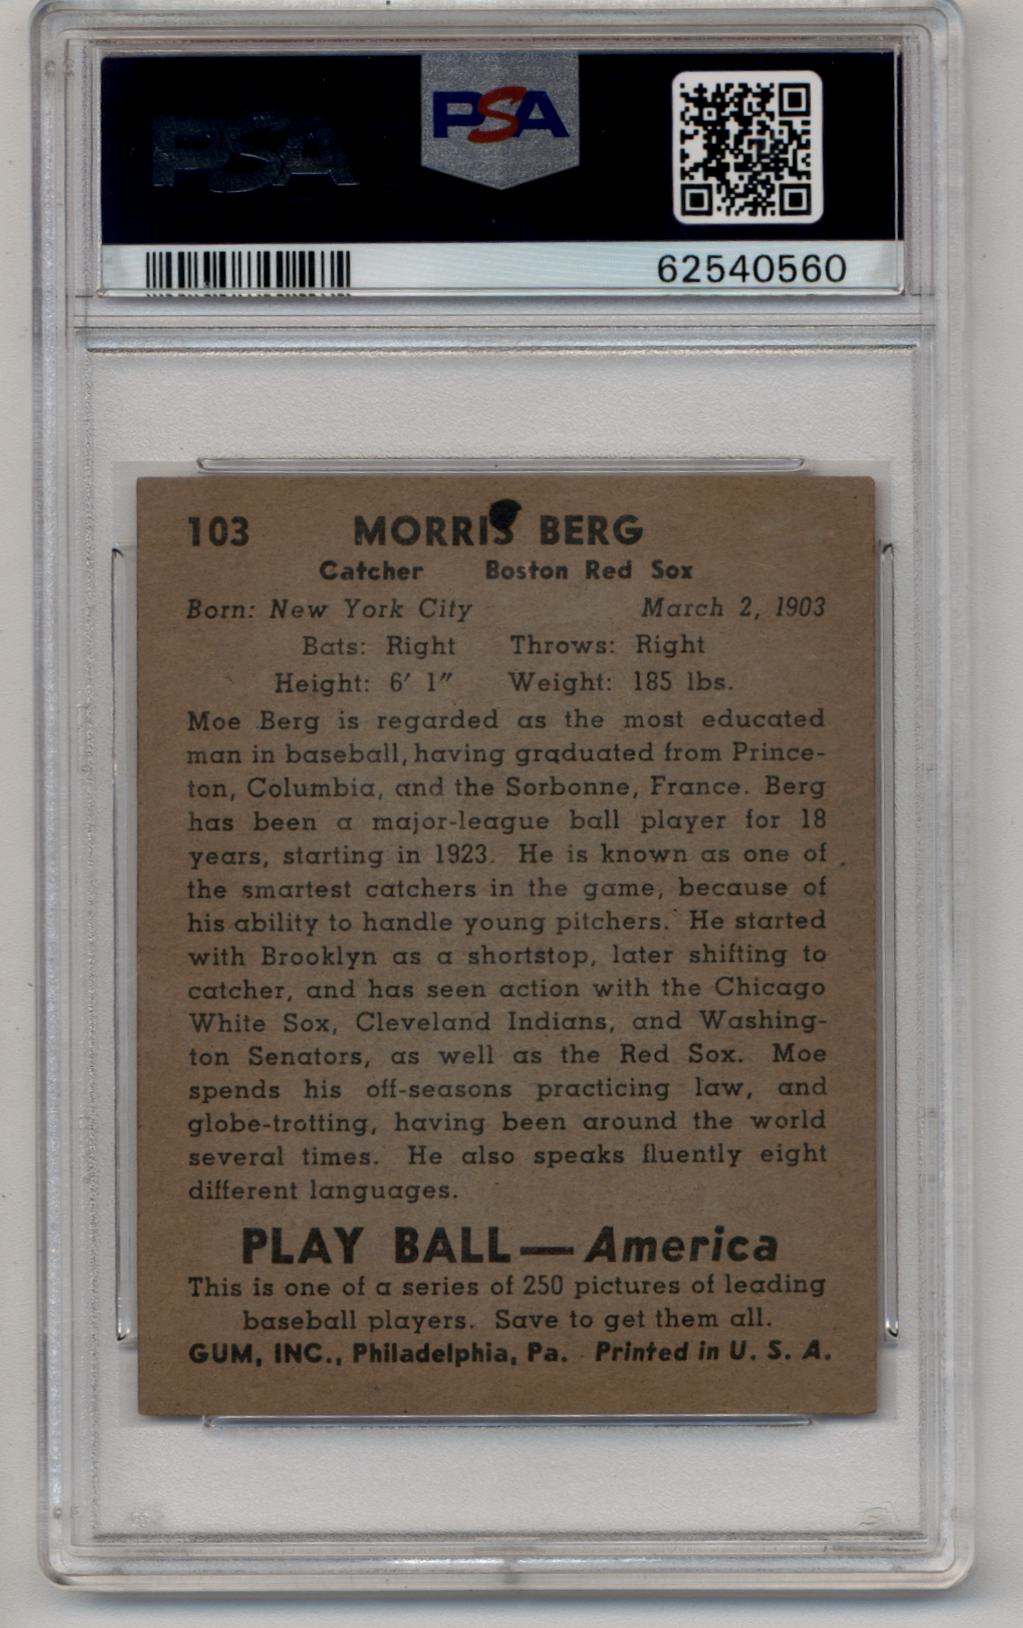 PSA
PSA
62540560
103 MORRIS BERG
Catcher Boston Red Sox
Born: New York City March 2, 1903
Bats: Right Throws: Right
Height: 6' 1" Weight: 185 lbs.
Moe Berg is regarded as the most educated
man in baseball, having graduated from Prince-
ton, Columbia, and the Sorbonne, France. Berg
has been a major-league ball player for 18
years, starting in 1923. He is known as one of
the smartest catchers in the game, because of
his ability to handle young pitchers. He started
with Brooklyn as a shortstop, later shifting to
catcher, and has seen action with the Chicago
White Sox, Cleveland Indians, and Washing-
ton Senators, as well as the Red Sox. Moe
spends his off-seasons practicing law, and
globe-trotting, having been around the world
several times. He also speaks fluently eight
different languages.
PLAY BALL — America
This is one of a series of 250 pictures of leading
baseball players. Save to get them all.
GUM, INC., Philadelphia, Pa. Printed in U. S. A.